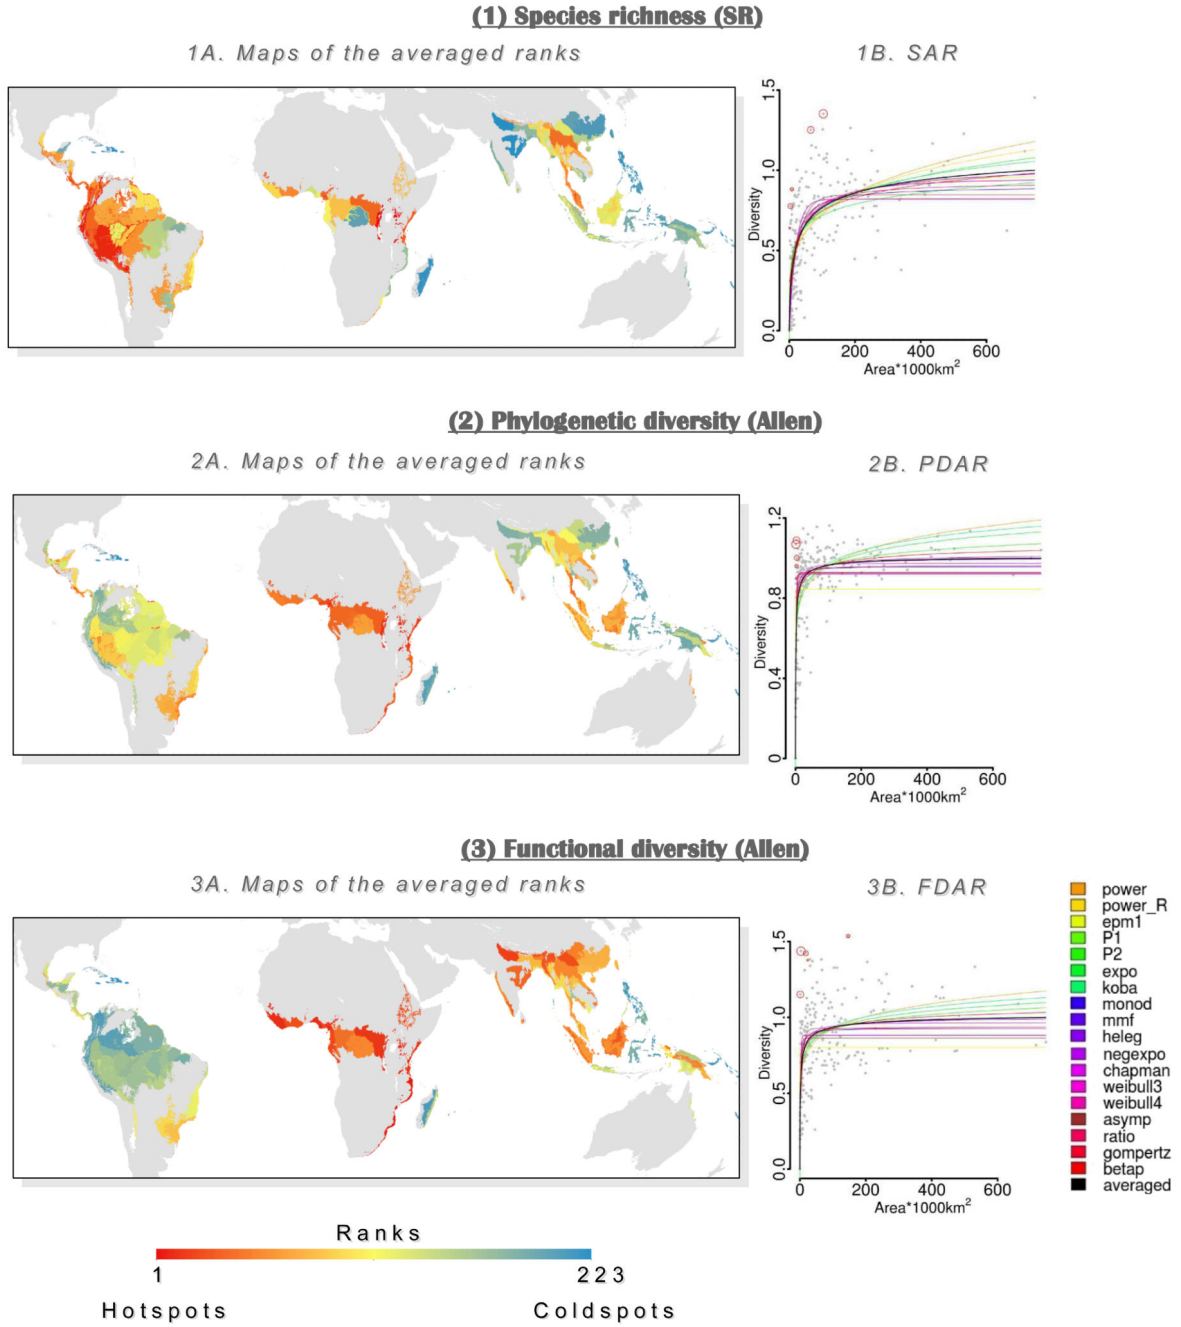 (1) Species richness (SR)
1A. Maps of the averaged ranks
1B. SAR
1.5
1.0
0.5
0.0
Diversity
0 200 400 600
Area*1000km²
(2) Phylogenetic diversity (Allen)
2A. Maps of the averaged ranks
2B. PDAR
1.2
0.8
0.4
0
Diversity
0 200 400 600
Area*1000km²
(3) Functional diversity (Allen)
3A. Maps of the averaged ranks
3B. FDAR
1.5
1.0
0.5
0.0
Diversity
0 200 400 600
Area*1000km²
power
power_R
epm1
P1
P2
expo
koba
monod
mmf
heleg
negexpo
chapman
weibull3
weibull4
asymp
ratio
gompertz
betap
averaged
Ranks
1 223
Hotspots Coldspots